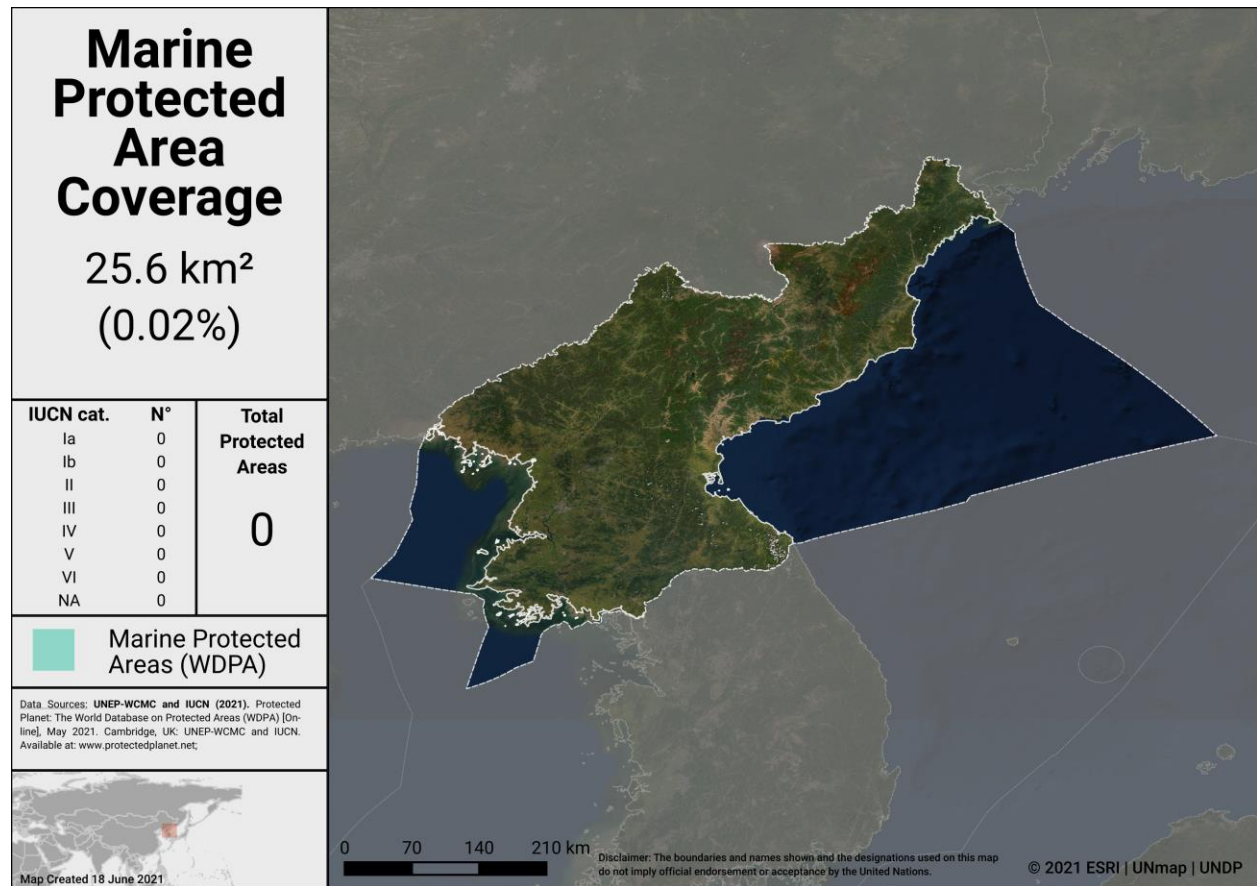 Marine
Protected
Area
Coverage
25.6 km²
(0.02%)
IUCN cat. N°
Ia 0
Ib 0
II 0
III 0
IV 0
V 0
VI 0
NA 0
Total
Protected
Areas
0
Marine Protected
Areas (WDPA)
Data Sources: UNEP-WCMC and IUCN (2021). Protected
Planet: The World Database on Protected Areas (WDPA) [On-
line], May 2021. Cambridge, UK: UNEP-WCMC and IUCN.
Available at: www.protectedplanet.net;
Map Created 18 June 2021
0 70 140 210 km
Disclaimer: The boundaries and names shown and the designations used on this map
do not imply official endorsement or acceptance by the United Nations.
© 2021 ESRI | UNmap | UNDP